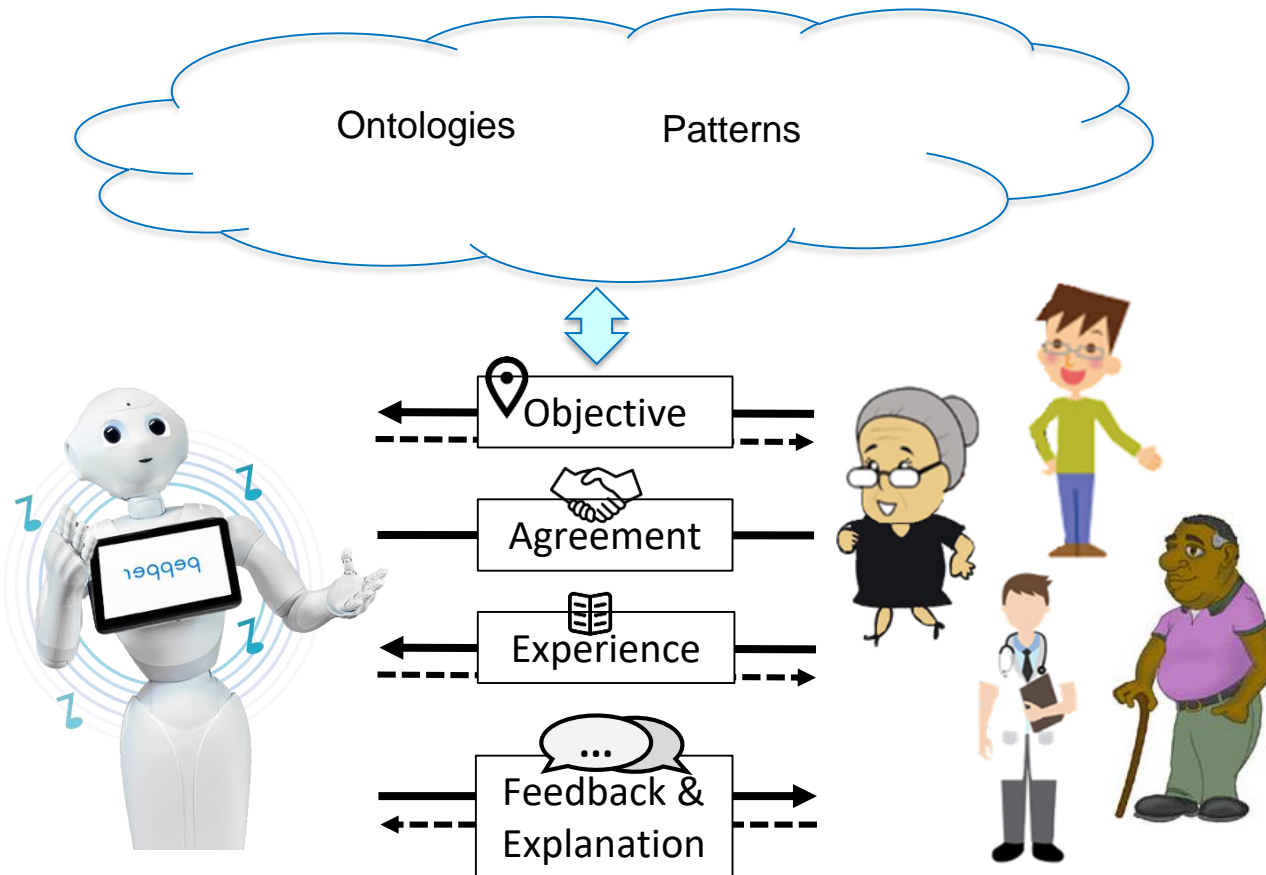 Ontologies Patterns
Objective
Agreement
pepper
Experience
...
Feedback &
Explanation